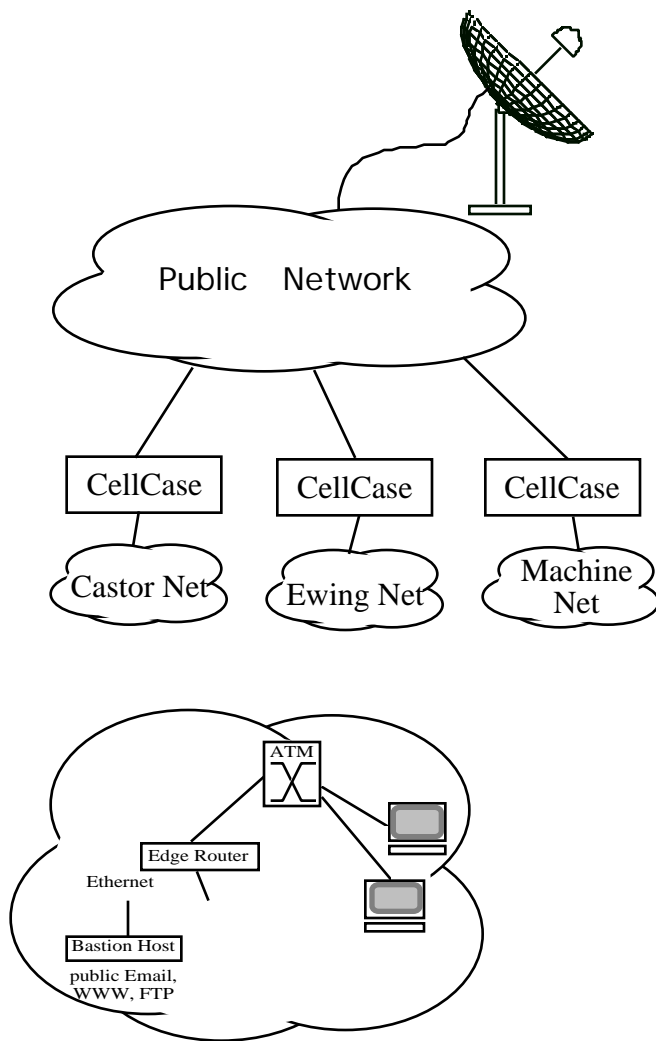 Public Network
CellCase
CellCase
CellCase
Castor Net
Ewing Net
Machine
Net
ATM
Edge Router
Ethernet
Bastion Host
public Email,
WWW, FTP